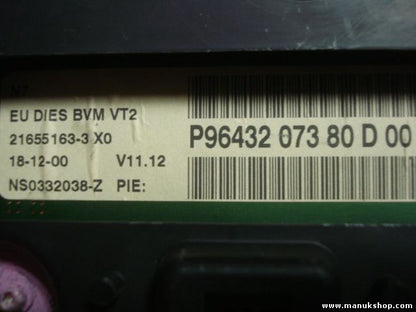 N7
EU DIES BVM VT2
21655163-3 X0
18-12-00 V11.12
NS0332038-Z PIE:
P96432 073 80 D 00
www.manukshop.com